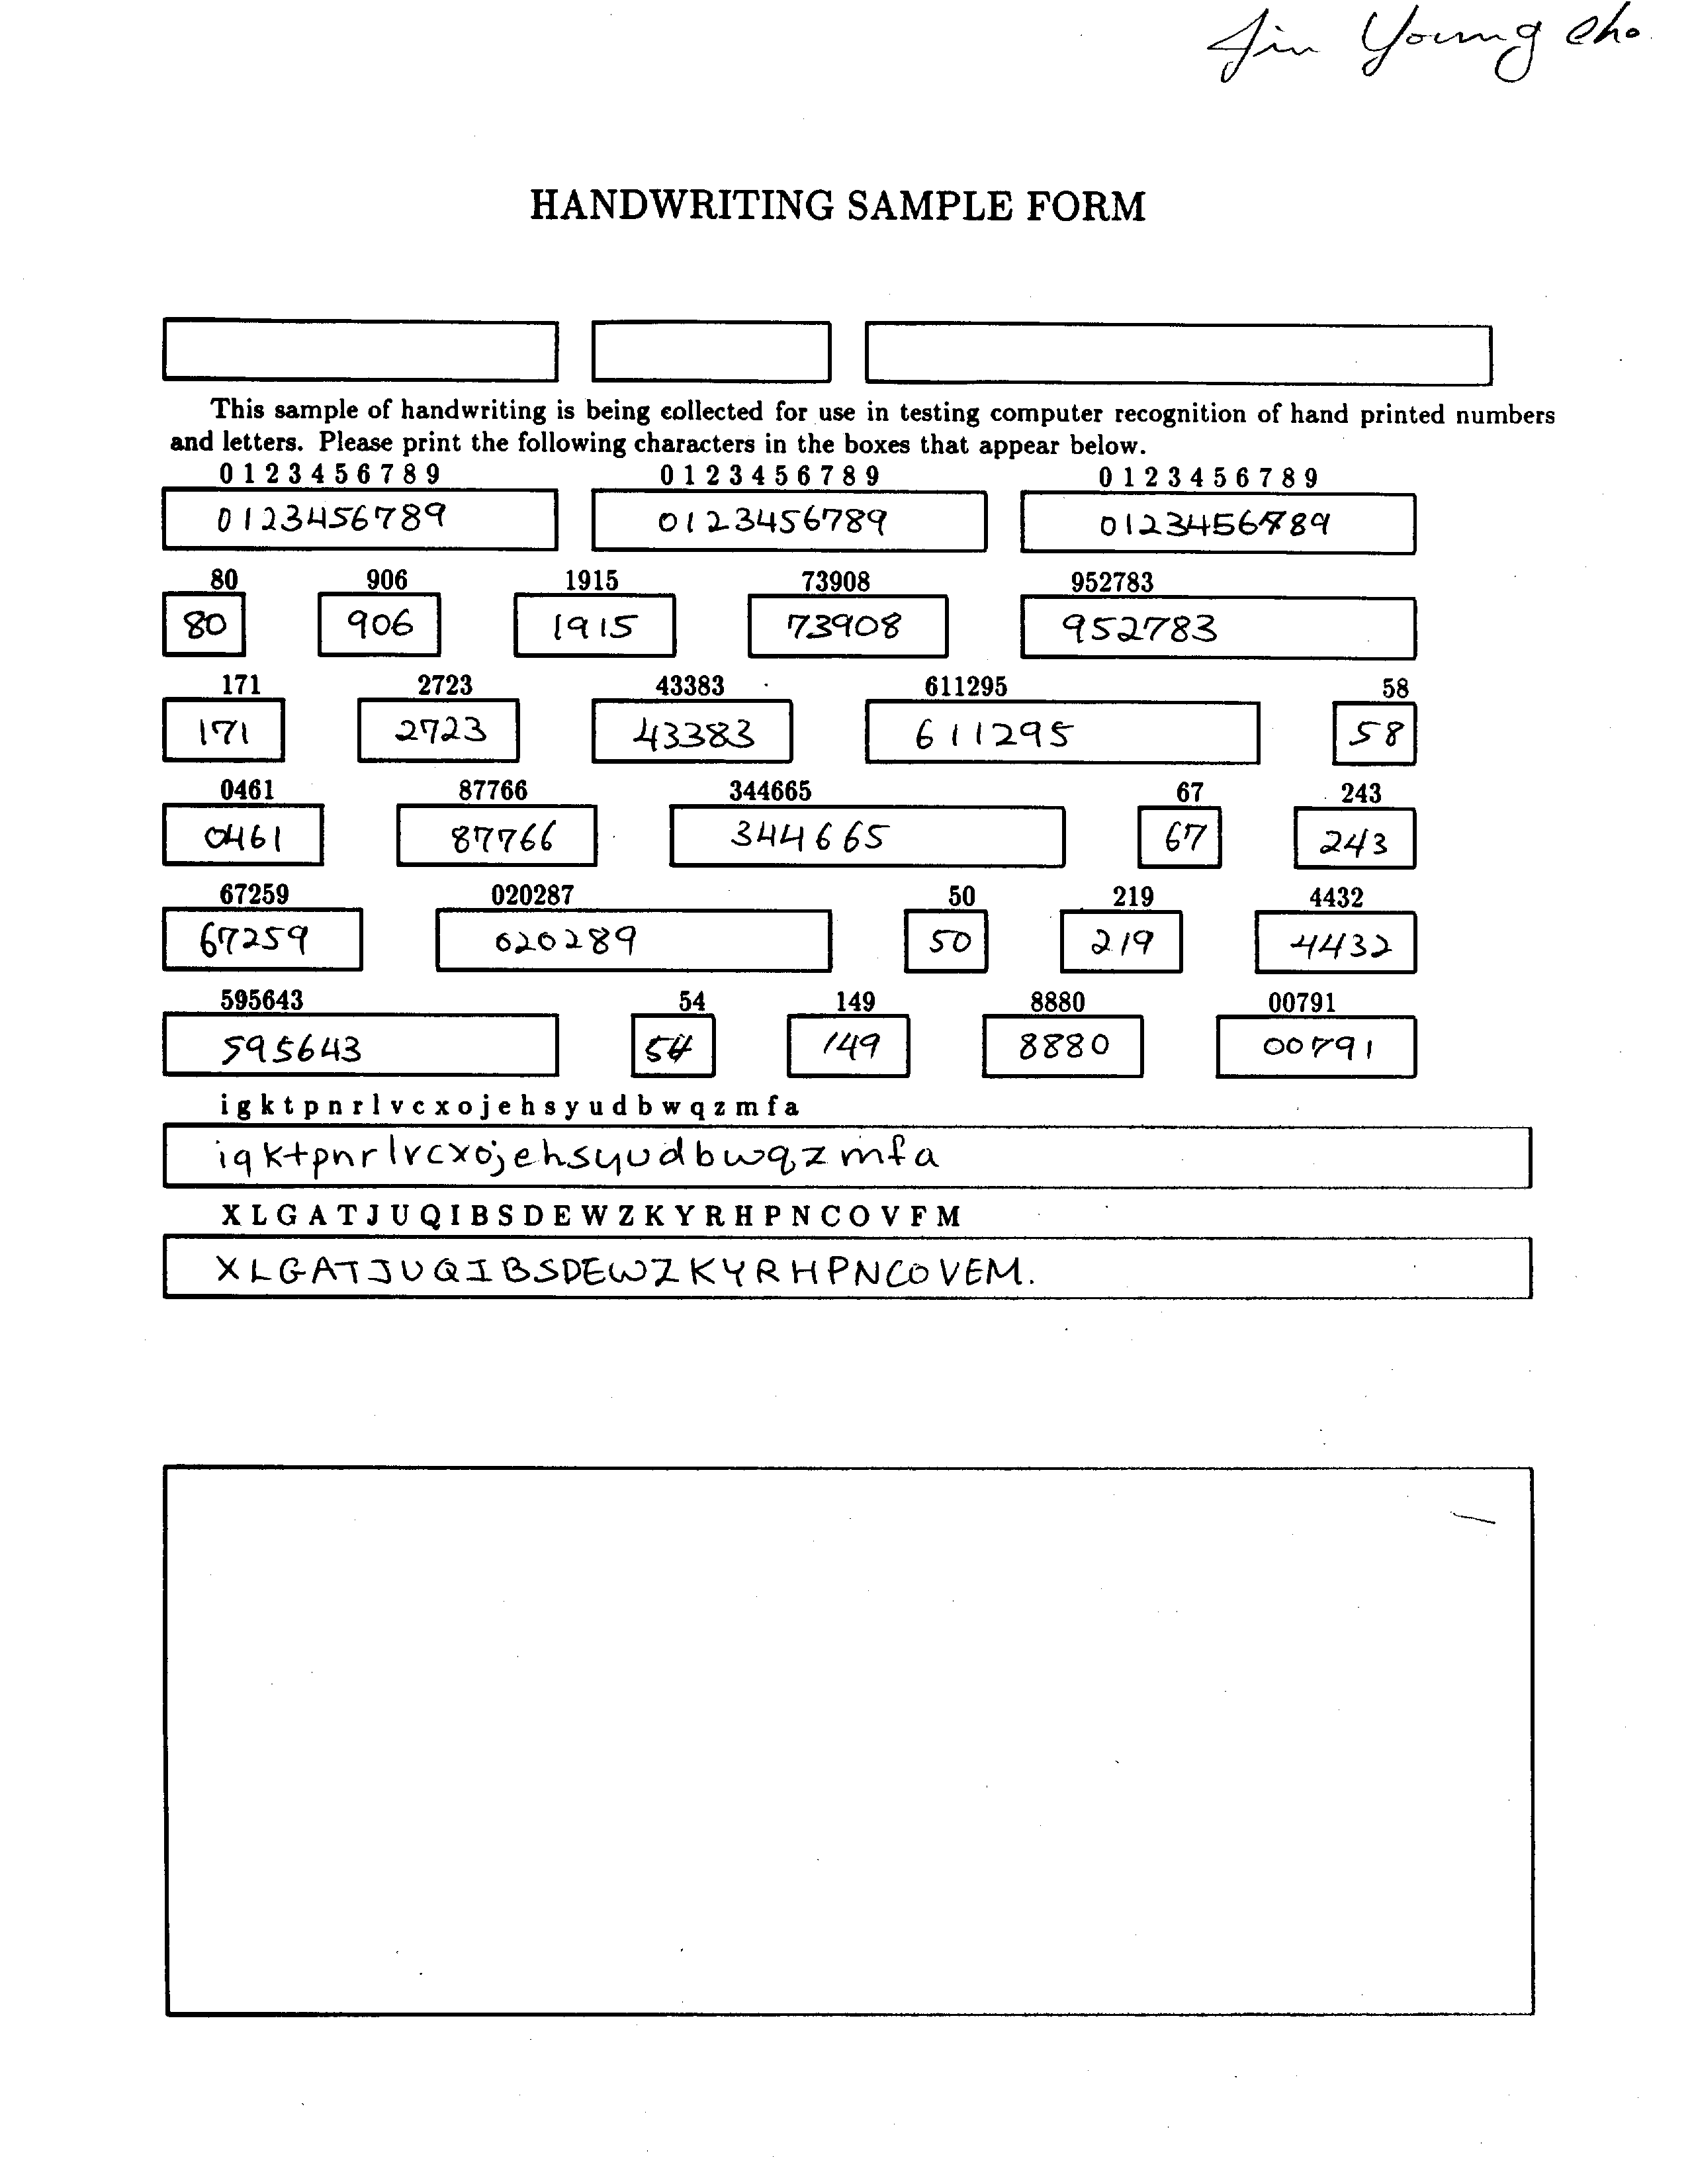 Jin Young Cho
HANDWRITING SAMPLE FORM
This sample of handwriting is being collected for use in testing computer recognition of hand printed numbers
and letters. Please print the following characters in the boxes that appear below.
0 1 2 3 4 5 6 7 8 9 0 1 2 3 4 5 6 7 8 9 0 1 2 3 4 5 6 7 8 9
0123456789 0123456789 0123456789
80 906 1915 73908 952783
80 906 1915 73908 952783
171 2723 43383 611295 58
171 2723 43383 611295 58
0461 87766 344665 67 243
0461 87766 344665 67 243
67259 020287 50 219 4432
67259 020289 50 219 4432
595643 54 149 8880 00791
595643 54 149 8880 00791
i g k t p n r l v c x o j e h s y u d b w q z m f a
iqktpnrlvcxojehsyudbwqzmfa
X L G A T J U Q I B S D E W Z K Y R H P N C O V F M
XLGATJUQIBSDEWZKYRHPNCOVEM.